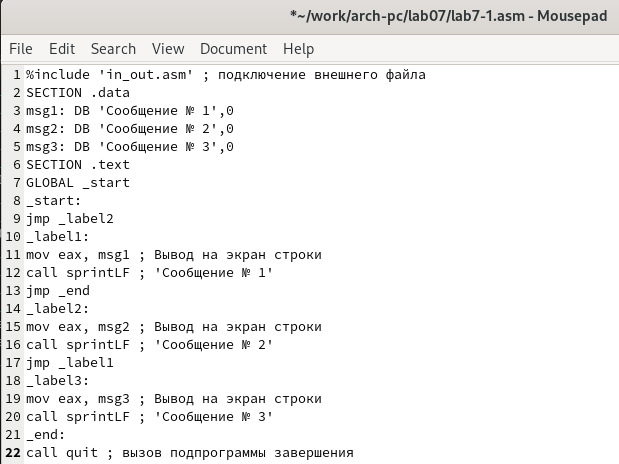 *~/work/arch-pc/lab07/lab7-1.asm - Mousepad
File Edit Search View Document Help
1 %include 'in_out.asm' ; подключение внешнего файла
2 SECTION .data
3 msg1: DB 'Сообщение № 1',0
4 msg2: DB 'Сообщение № 2',0
5 msg3: DB 'Сообщение № 3',0
6 SECTION .text
7 GLOBAL _start
8 _start:
9 jmp _label2
10 _label1:
11 mov eax, msg1 ; Вывод на экран строки
12 call sprintLF ; 'Сообщение № 1'
13 jmp _end
14 _label2:
15 mov eax, msg2 ; Вывод на экран строки
16 call sprintLF ; 'Сообщение № 2'
17 jmp _label1
18 _label3:
19 mov eax, msg3 ; Вывод на экран строки
20 call sprintLF ; 'Сообщение № 3'
21 _end:
22 call quit ; вызов подпрограммы завершения